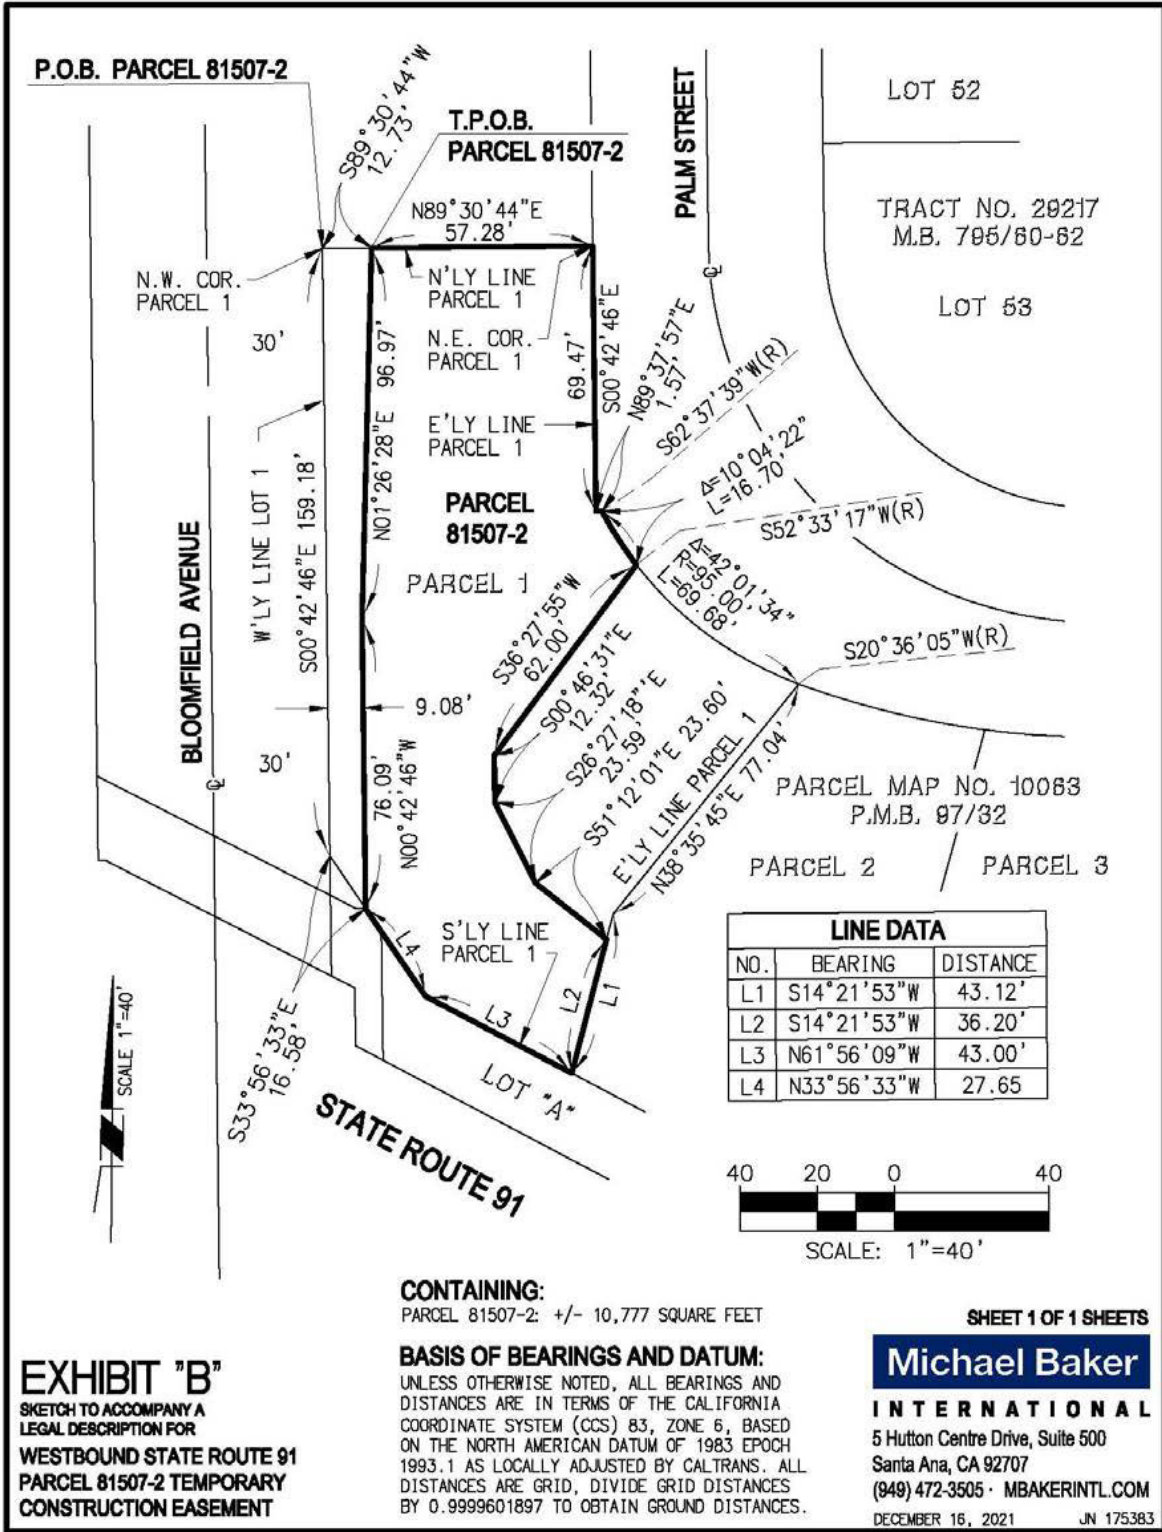 P.O.B. PARCEL 81507-2
S89°30'44"W
12.73'
T.P.O.B.
PARCEL 81507-2
PALM STREET
LOT 52
TRACT NO. 29217
M.B. 795/60-62
LOT 53
N89°30'44"E
57.28'
N.W. COR.
PARCEL 1
N'LY LINE
PARCEL 1
N.E. COR.
PARCEL 1
30'
96.97'
N01°26'28"E
69.47'
S00°42'46"E
N89°37'57"E
1.57'
S62°37'39"W(R)
E'LY LINE
PARCEL 1
Δ=10°04'22"
L=16.70'
S52°33'17"W(R)
PARCEL
81507-2
PARCEL 1
W'LY LINE LOT 1
S00°42'46"E 159.18'
BLOOMFIELD AVENUE
Δ=42°01'34"
R=95.00'
L=69.68'
S36°27'55"W
62.00'
S20°36'05"W(R)
S00°46'31"E
12.32'
S26°27'18"E
23.59'
S51°12'01"E 23.60'
E'LY LINE PARCEL 1
N38°35'45"E 77.04'
9.08'
30'
76.09'
N00°42'46"W
PARCEL MAP NO. 10063
P.M.B. 97/32
PARCEL 2
PARCEL 3
S'LY LINE
PARCEL 1
L4
L3
L2
L1
S33°56'33"E
16.58'
LOT "A"
STATE ROUTE 91
SCALE 1"=40'
LINE DATA
NO. BEARING DISTANCE
L1 S14°21'53"W 43.12'
L2 S14°21'53"W 36.20'
L3 N61°56'09"W 43.00'
L4 N33°56'33"W 27.65
40 20 0 40
SCALE: 1"=40'
CONTAINING:
PARCEL 81507-2: +/- 10,777 SQUARE FEET
BASIS OF BEARINGS AND DATUM:
UNLESS OTHERWISE NOTED, ALL BEARINGS AND
DISTANCES ARE IN TERMS OF THE CALIFORNIA
COORDINATE SYSTEM (CCS) 83, ZONE 6, BASED
ON THE NORTH AMERICAN DATUM OF 1983 EPOCH
1993.1 AS LOCALLY ADJUSTED BY CALTRANS. ALL
DISTANCES ARE GRID, DIVIDE GRID DISTANCES
BY 0.9999601897 TO OBTAIN GROUND DISTANCES.
EXHIBIT "B"
SKETCH TO ACCOMPANY A
LEGAL DESCRIPTION FOR
WESTBOUND STATE ROUTE 91
PARCEL 81507-2 TEMPORARY
CONSTRUCTION EASEMENT
SHEET 1 OF 1 SHEETS
Michael Baker
INTERNATIONAL
5 Hutton Centre Drive, Suite 500
Santa Ana, CA 92707
(949) 472-3505 · MBAKERINTL.COM
DECEMBER 16, 2021 JN 175383